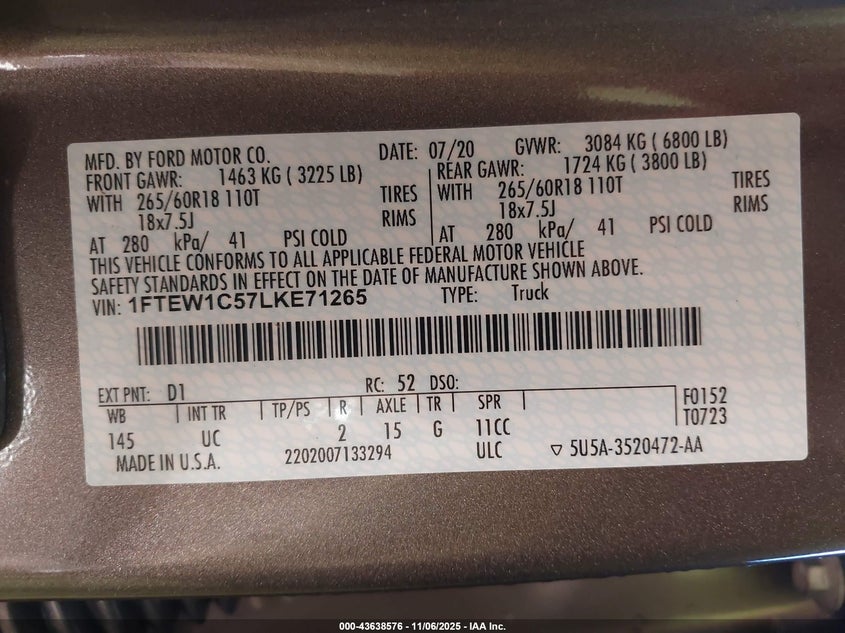 MFD. BY FORD MOTOR CO. DATE: 07/20 GVWR: 3084 KG ( 6800 LB)
FRONT GAWR: 1463 KG ( 3225 LB) REAR GAWR: 1724 KG ( 3800 LB)
WITH 265/60R18 110T TIRES WITH 265/60R18 110T TIRES
18x7.5J RIMS 18x7.5J RIMS
AT 280 kPa/ 41 PSI COLD AT 280 kPa/ 41 PSI COLD
THIS VEHICLE CONFORMS TO ALL APPLICABLE FEDERAL MOTOR VEHICLE
SAFETY STANDARDS IN EFFECT ON THE DATE OF MANUFACTURE SHOWN ABOVE.
VIN: 1FTEW1C57LKE71265 TYPE: Truck
EXT PNT: D1 RC: 52 DSO:
WB INT TR TP/PS R AXLE TR SPR F0152
145 UC 2 15 G 11CC T0723
MADE IN U.S.A. 2202007133294 ULC ▽ 5U5A-3520472-AA
000-43638576 - 11/06/2025 - IAA Inc.